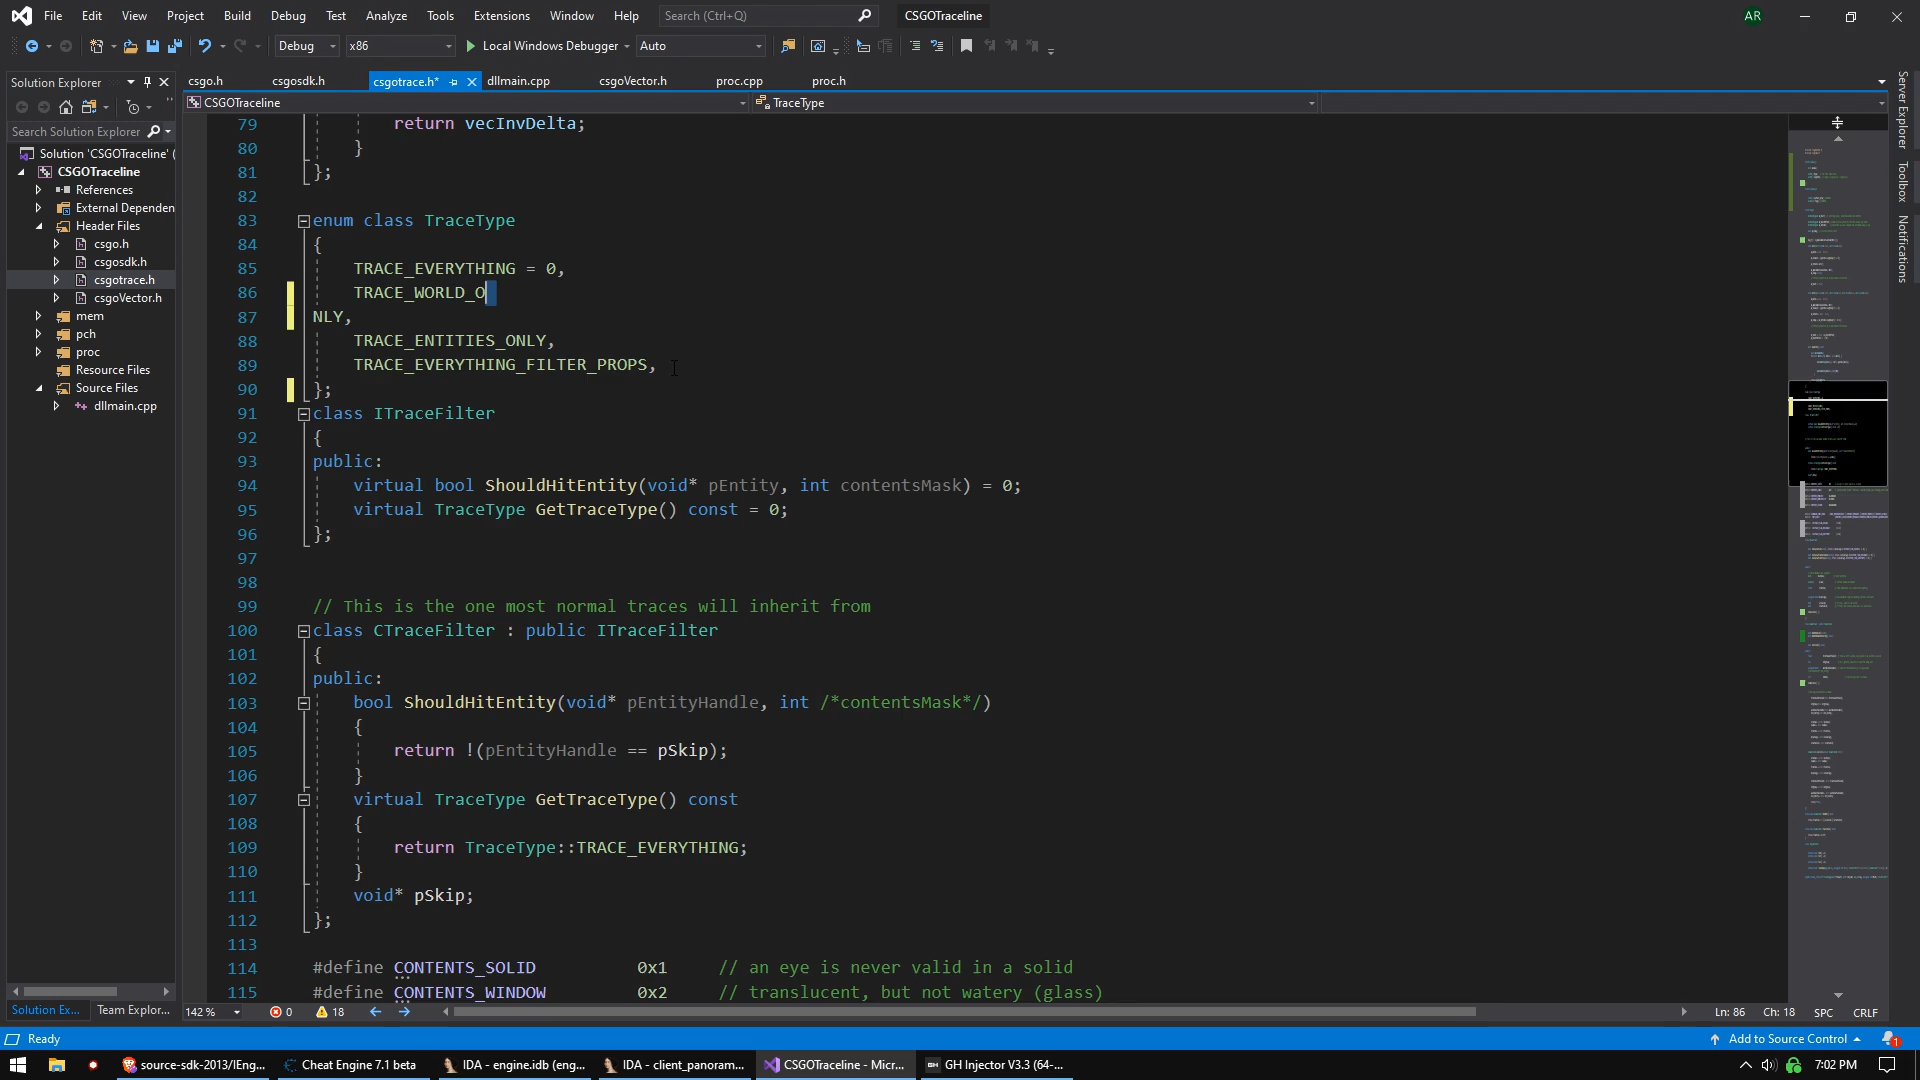 File Edit View Project Build Debug Test Analyze Tools Extensions Window Help Search (Ctrl+Q) CSGOTraceline AR
Debug x86 Local Windows Debugger Auto
Solution Explorer
Search Solution Explorer
Solution 'CSGOTraceline' (
CSGOTraceline
References
External Dependen
Header Files
csgo.h
csgosdk.h
csgotrace.h
csgoVector.h
mem
pch
proc
Resource Files
Source Files
dllmain.cpp
Solution Ex... Team Explor...
csgo.h csgosdk.h csgotrace.h* dllmain.cpp csgoVector.h proc.cpp proc.h
CSGOTraceline TraceType
79 return vecInvDelta;
80 }
81 };
82
83 enum class TraceType
84 {
85 TRACE_EVERYTHING = 0,
86 TRACE_WORLD_O
87 NLY,
88 TRACE_ENTITIES_ONLY,
89 TRACE_EVERYTHING_FILTER_PROPS,
90 };
91 class ITraceFilter
92 {
93 public:
94 virtual bool ShouldHitEntity(void* pEntity, int contentsMask) = 0;
95 virtual TraceType GetTraceType() const = 0;
96 };
97
98
99 // This is the one most normal traces will inherit from
100 class CTraceFilter : public ITraceFilter
101 {
102 public:
103 bool ShouldHitEntity(void* pEntityHandle, int /*contentsMask*/)
104 {
105 return !(pEntityHandle == pSkip);
106 }
107 virtual TraceType GetTraceType() const
108 {
109 return TraceType::TRACE_EVERYTHING;
110 }
111 void* pSkip;
112 };
113
114 #define CONTENTS_SOLID 0x1 // an eye is never valid in a solid
115 #define CONTENTS_WINDOW 0x2 // translucent, but not watery (glass)
142 % 0 18 Ln: 86 Ch: 18 SPC CRLF
Server Explorer
Toolbox
Notifications
Ready Add to Source Control 1
source-sdk-2013/IEng... Cheat Engine 7.1 beta IDA - engine.idb (eng... IDA - client_panoram... CSGOTraceline - Micr... GH Injector V3.3 (64-... 7:02 PM